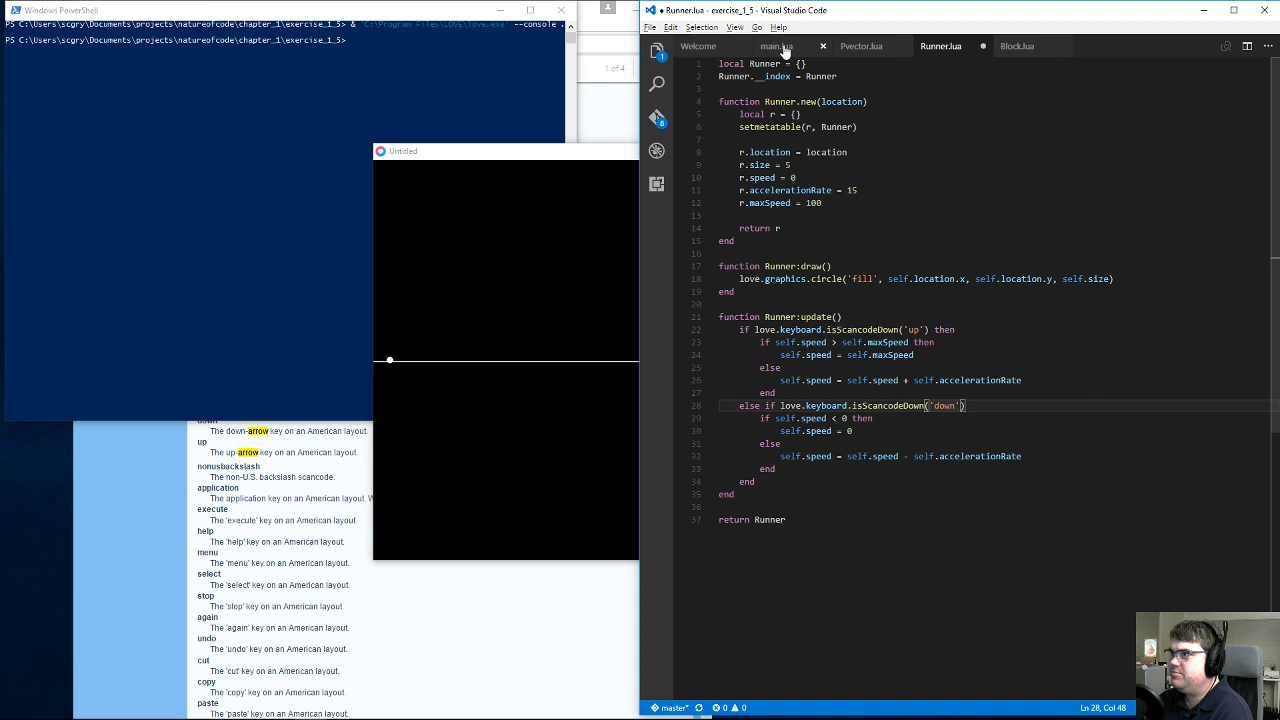 Windows PowerShell
PS C:\Users\scgry\Documents\projects\natureofcode\chapter_1\exercise_1_5> & 'C:\Program Files\LOVE\love.exe' --console .
PS C:\Users\scgry\Documents\projects\natureofcode\chapter_1\exercise_1_5>
1 of 4
Untitled
down
The down-arrow key on an American layout.
up
The up-arrow key on an American layout.
nonusbackslash
The non-U.S. backslash scancode.
application
The application key on an American layout. W
execute
The 'execute' key on an American layout.
help
The 'help' key on an American layout.
menu
The 'menu' key on an American layout.
select
The 'select' key on an American layout.
stop
The 'stop' key on an American layout.
again
The 'again' key on an American layout.
undo
The 'undo' key on an American layout.
cut
The 'cut' key on an American layout.
copy
The 'copy' key on an American layout.
paste
The 'paste' key on an American layout.
● Runner.lua - exercise_1_5 - Visual Studio Code
File Edit Selection View Go Help
Welcome main.lua Pvector.lua Runner.lua Block.lua
1
8
1 local Runner = {}
2 Runner.__index = Runner
3
4 function Runner.new(location)
5 local r = {}
6 setmetatable(r, Runner)
7
8 r.location = location
9 r.size = 5
10 r.speed = 0
11 r.accelerationRate = 15
12 r.maxSpeed = 100
13
14 return r
15 end
16
17 function Runner:draw()
18 love.graphics.circle('fill', self.location.x, self.location.y, self.size)
19 end
20
21 function Runner:update()
22 if love.keyboard.isScancodeDown('up') then
23 if self.speed > self.maxSpeed then
24 self.speed = self.maxSpeed
25 else
26 self.speed = self.speed + self.accelerationRate
27 end
28 else if love.keyboard.isScancodeDown('down')
29 if self.speed < 0 then
30 self.speed = 0
31 else
32 self.speed = self.speed - self.accelerationRate
33 end
34 end
35 end
36
37 return Runner
master* 0 0 Ln 28, Col 48